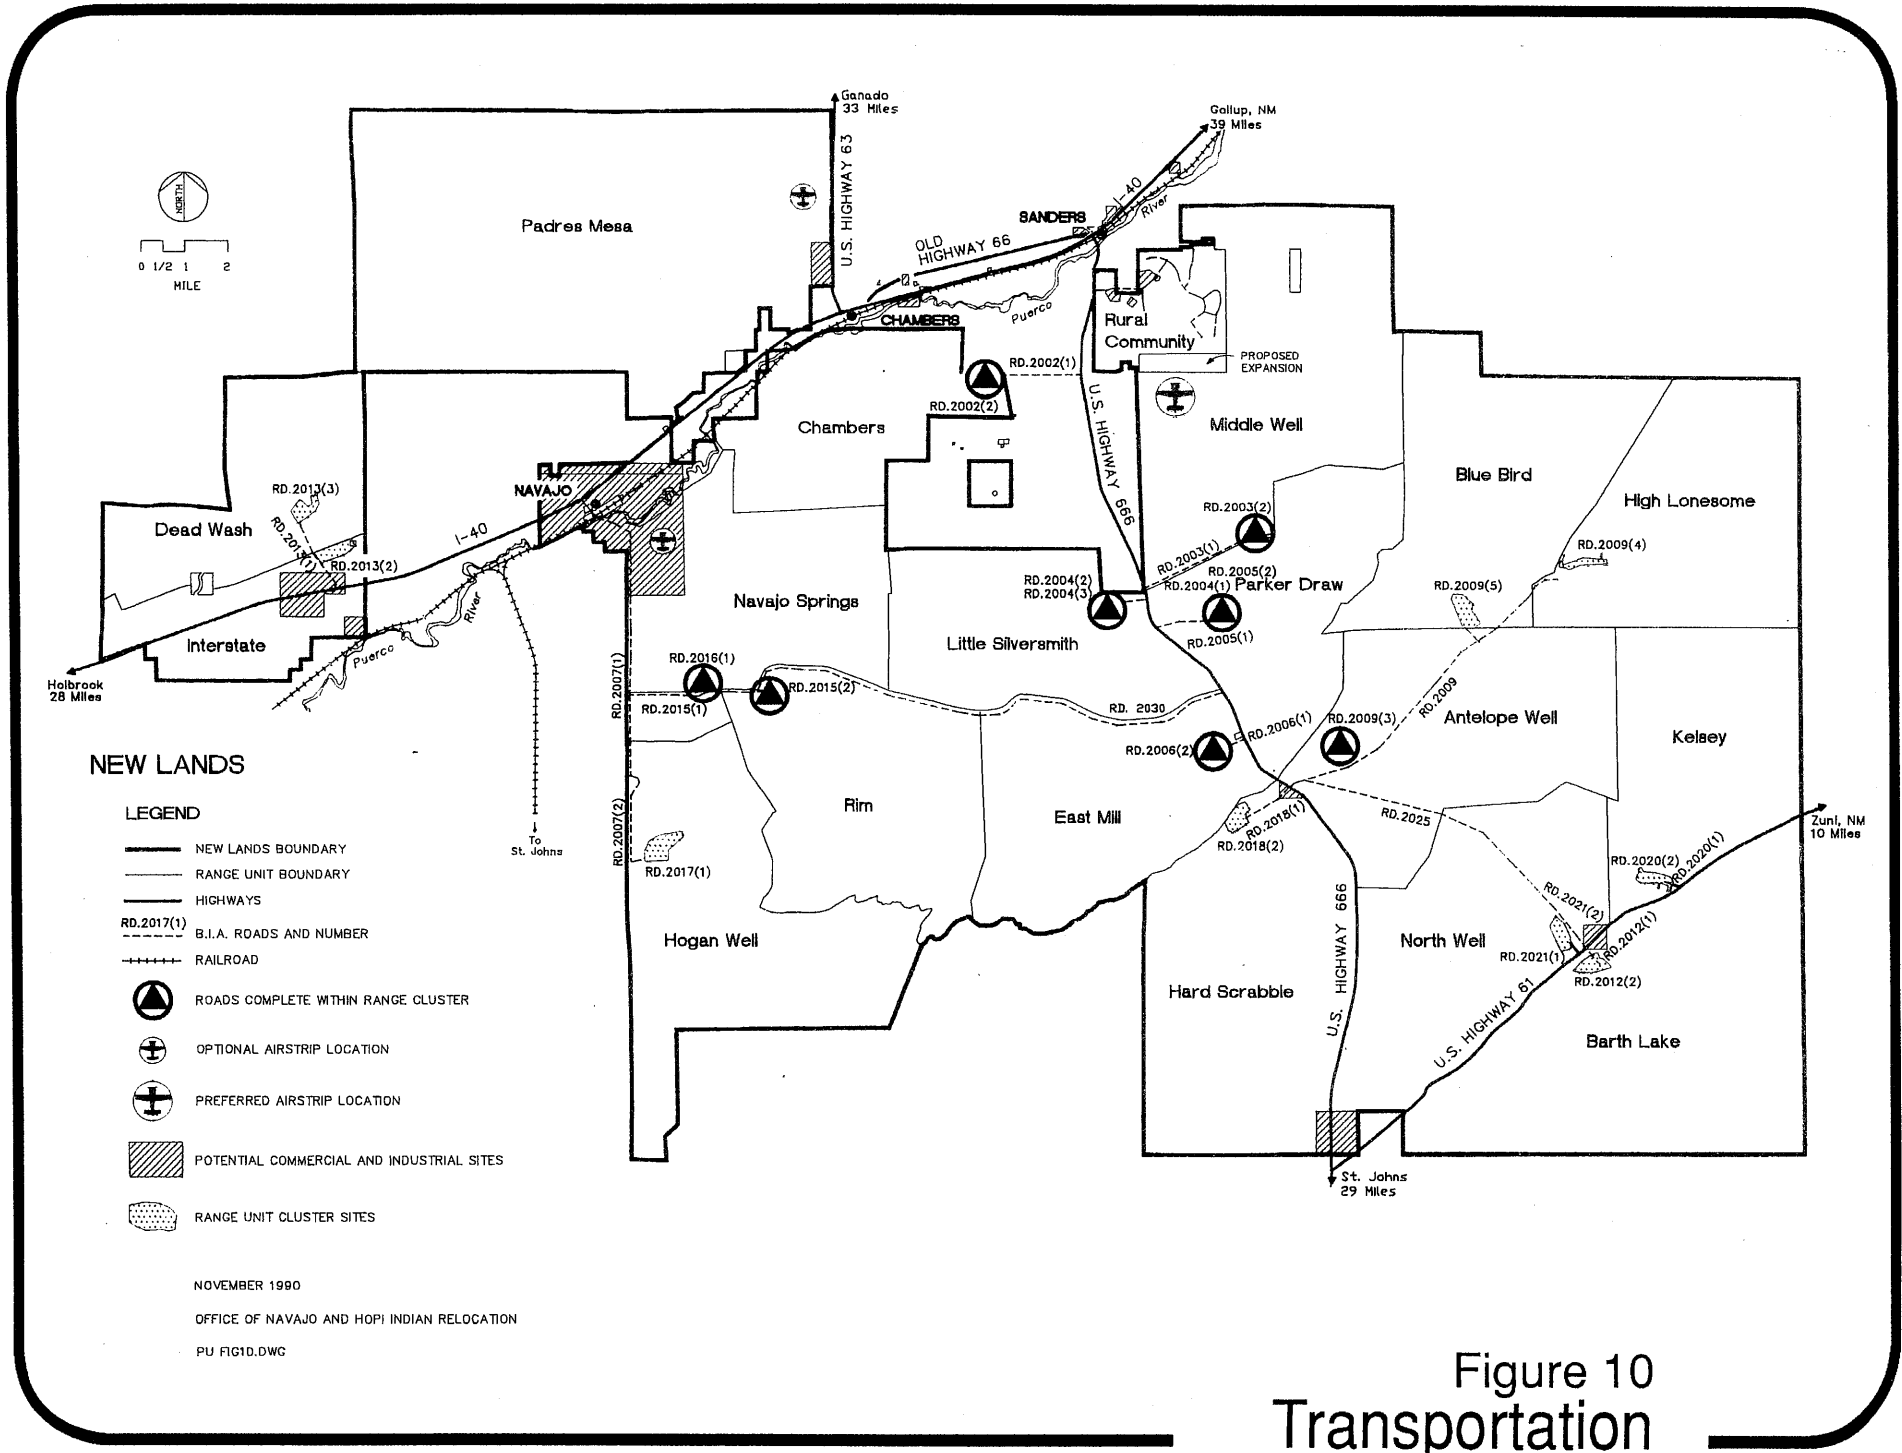 Ganado
33 Miles
Gallup, NM
39 Miles
U.S. HIGHWAY 63
I-40
River
NORTH
Padres Mesa
SANDERS
OLD
HIGHWAY 66
0 1/2 1 2
MILE
Puerco
CHAMBERS
Rural
Community
PROPOSED
EXPANSION
RD.2002(1)
RD.2002(2)
U.S. HIGHWAY 666
Chambers
Middle Well
Blue Bird
High Lonesome
RD.2013(3)
NAVAJO
RD.2003(2)
Dead Wash
RD.2013(1)
I-40
RD.2003(1)
RD.2009(4)
RD.2013(2)
RD.2004(2)
RD.2004(3)
RD.2005(2)
RD.2004(1)
Parker Draw
RD.2009(5)
River
Navajo Springs
Interstate
Puerco
Little Silversmith
RD.2005(1)
Holbrook
28 Miles
RD.2007(1)
RD.2016(1)
RD.2015(2)
RD.2015(1)
RD. 2030
RD.2009
RD.2006(1)
RD.2009(3)
Antelope Well
RD.2006(2)
Kelsey
NEW LANDS
LEGEND
Rim
East Mill
RD.2007(2)
RD.2018(1)
RD.2018(2)
RD.2025
Zuni, NM
10 Miles
To
St. Johns
RD.2017(1)
RD.2020(2)
RD.2020(1)
NEW LANDS BOUNDARY
RANGE UNIT BOUNDARY
HIGHWAYS
RD.2017(1)
B.I.A. ROADS AND NUMBER
RAILROAD
ROADS COMPLETE WITHIN RANGE CLUSTER
OPTIONAL AIRSTRIP LOCATION
PREFERRED AIRSTRIP LOCATION
POTENTIAL COMMERCIAL AND INDUSTRIAL SITES
RANGE UNIT CLUSTER SITES
Hogan Well
U.S. HIGHWAY 666
North Well
RD.2021(2)
RD.2021(1)
RD.2012(1)
RD.2012(2)
Hard Scrabble
U.S. HIGHWAY 61
Barth Lake
St. Johns
29 Miles
NOVEMBER 1990
OFFICE OF NAVAJO AND HOPI INDIAN RELOCATION
PU FIG1D.DWG
Figure 10
Transportation